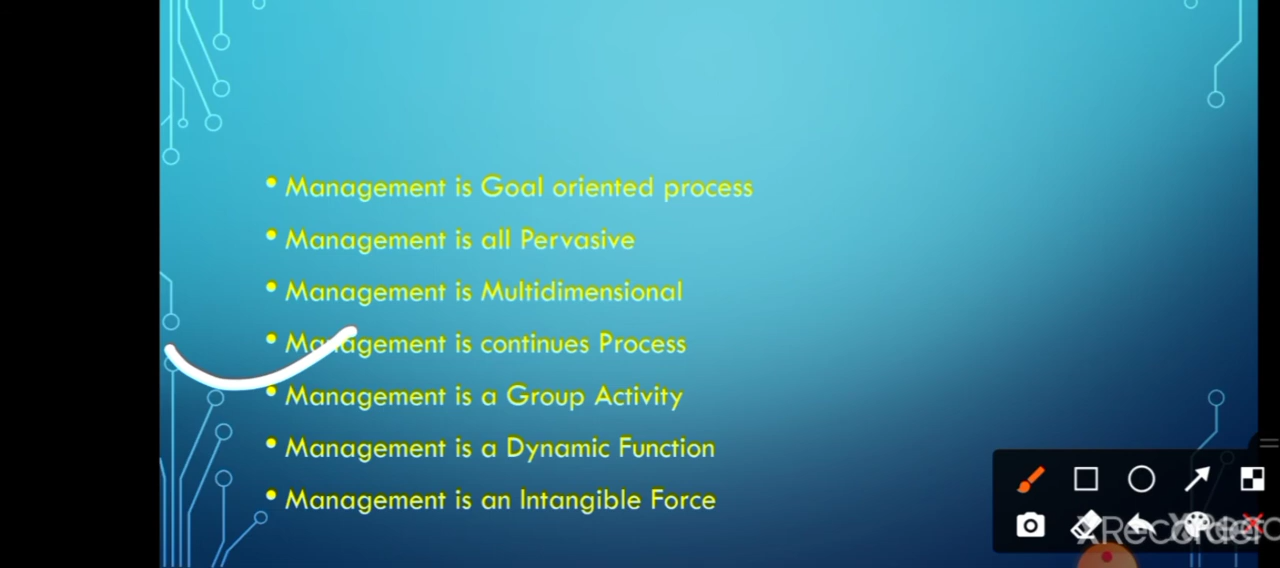 • Management is Goal oriented process
• Management is all Pervasive
• Management is Multidimensional
• Management is continues Process
• Management is a Group Activity
• Management is a Dynamic Function
• Management is an Intangible Force
XRecorder